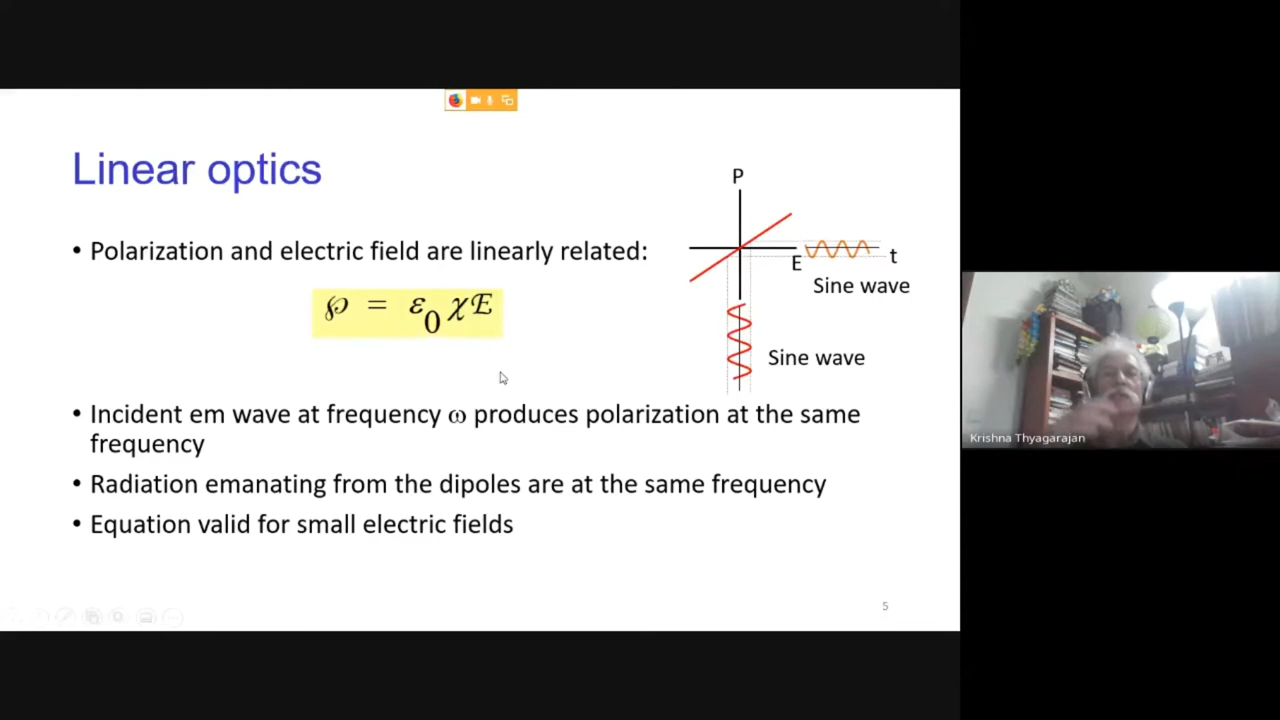 Linear optics
• Polarization and electric field are linearly related:
℘ = ε₀ χℰ
P
E
t
Sine wave
Sine wave
• Incident em wave at frequency ω produces polarization at the same
frequency
• Radiation emanating from the dipoles are at the same frequency
• Equation valid for small electric fields
5
Krishna Thyagarajan